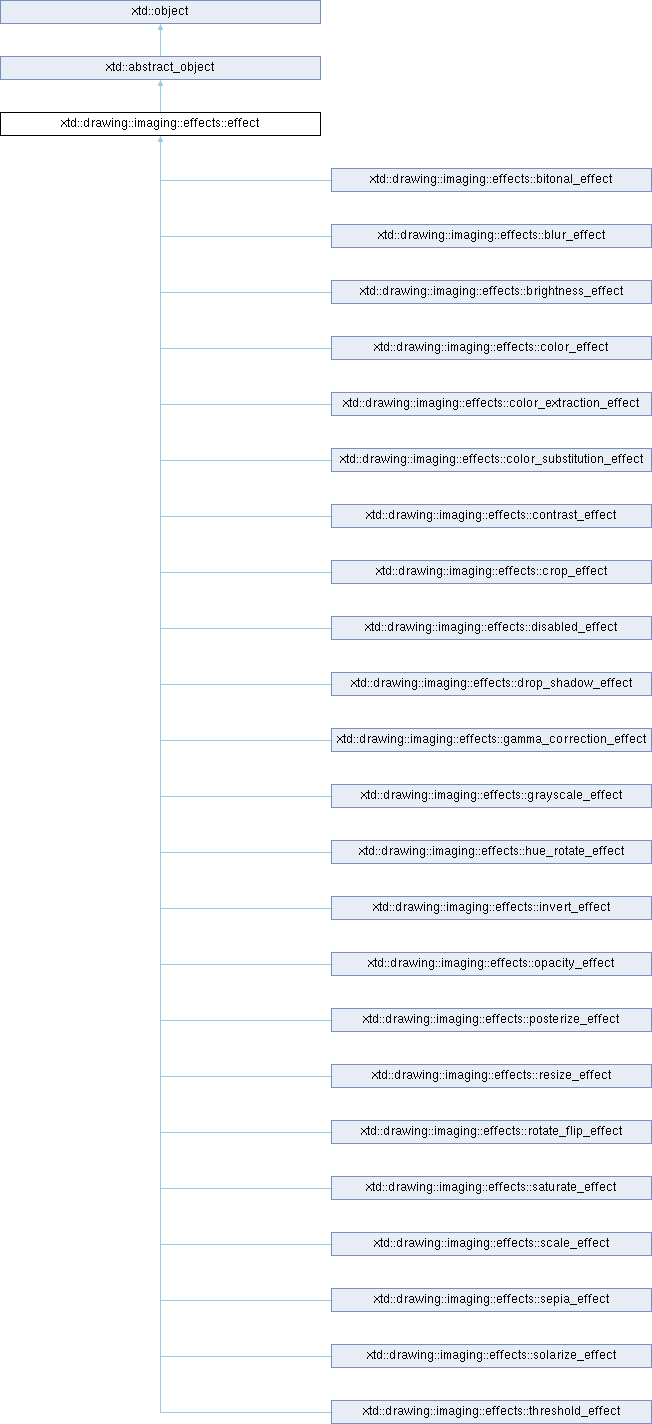 xtd::object
xtd::abstract_object
xtd::drawing::imaging::effects::effect
xtd::drawing::imaging::effects::bitonal_effect
xtd::drawing::imaging::effects::blur_effect
xtd::drawing::imaging::effects::brightness_effect
xtd::drawing::imaging::effects::color_effect
xtd::drawing::imaging::effects::color_extraction_effect
xtd::drawing::imaging::effects::color_substitution_effect
xtd::drawing::imaging::effects::contrast_effect
xtd::drawing::imaging::effects::crop_effect
xtd::drawing::imaging::effects::disabled_effect
xtd::drawing::imaging::effects::drop_shadow_effect
xtd::drawing::imaging::effects::gamma_correction_effect
xtd::drawing::imaging::effects::grayscale_effect
xtd::drawing::imaging::effects::hue_rotate_effect
xtd::drawing::imaging::effects::invert_effect
xtd::drawing::imaging::effects::opacity_effect
xtd::drawing::imaging::effects::posterize_effect
xtd::drawing::imaging::effects::resize_effect
xtd::drawing::imaging::effects::rotate_flip_effect
xtd::drawing::imaging::effects::saturate_effect
xtd::drawing::imaging::effects::scale_effect
xtd::drawing::imaging::effects::sepia_effect
xtd::drawing::imaging::effects::solarize_effect
xtd::drawing::imaging::effects::threshold_effect